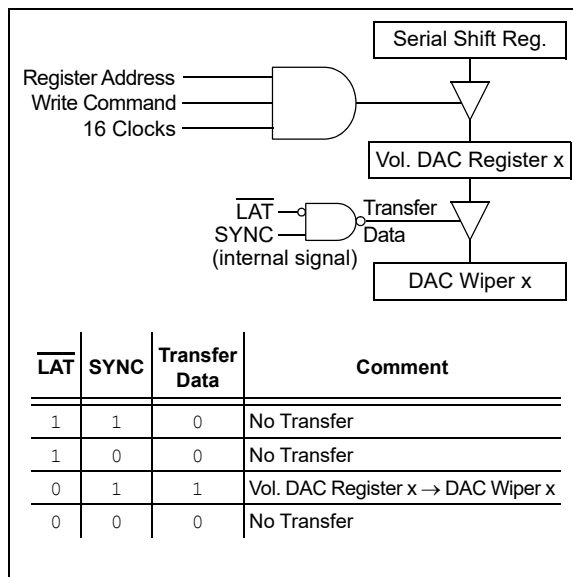 Serial Shift Reg.
Register Address
Write Command
16 Clocks
Vol. DAC Register x
LAT
SYNC
(internal signal)
Transfer
Data
DAC Wiper x
LAT SYNC Transfer Data Comment
1 1 0 No Transfer
1 0 0 No Transfer
0 1 1 Vol. DAC Register x → DAC Wiper x
0 0 0 No Transfer